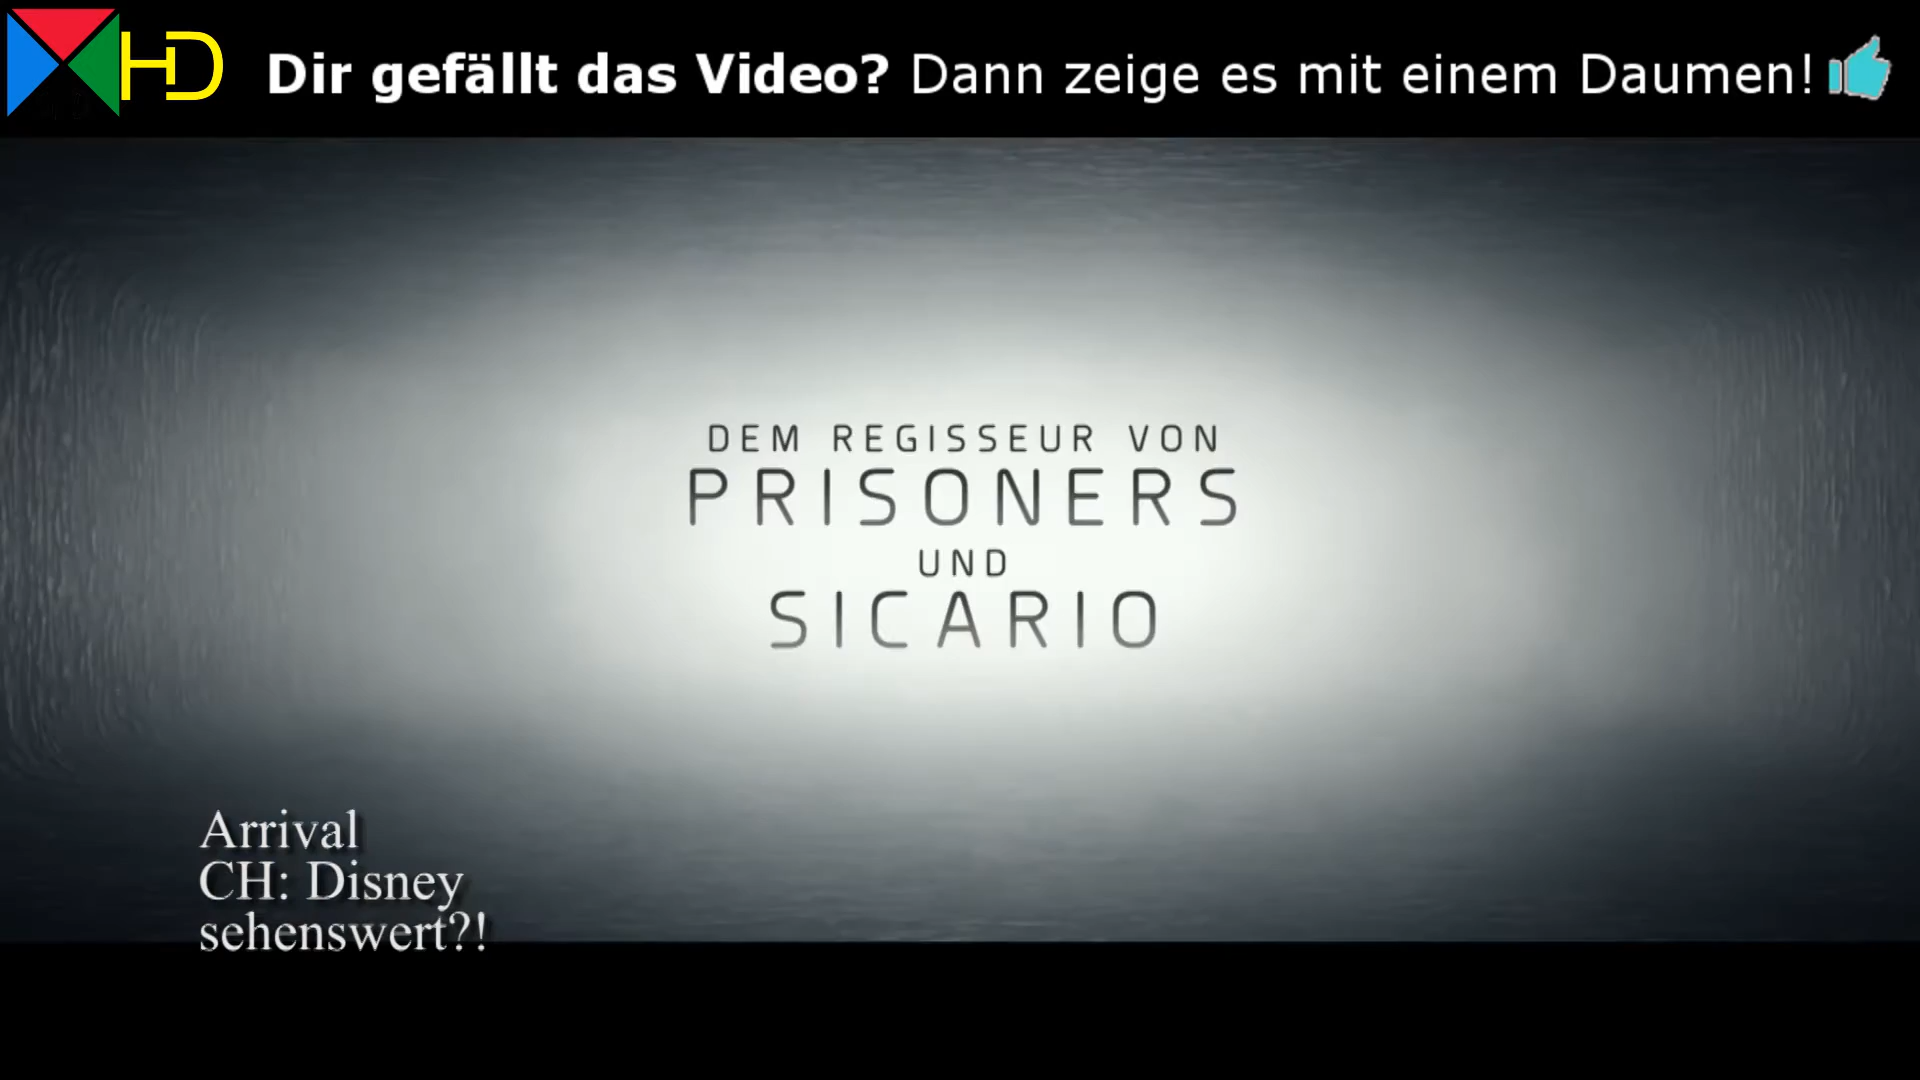 HD
Dir gefällt das Video? Dann zeige es mit einem Daumen!
DEM REGISSEUR VON
PRISONERS
UND
SICARIO
Arrival
CH: Disney
sehenswert?!